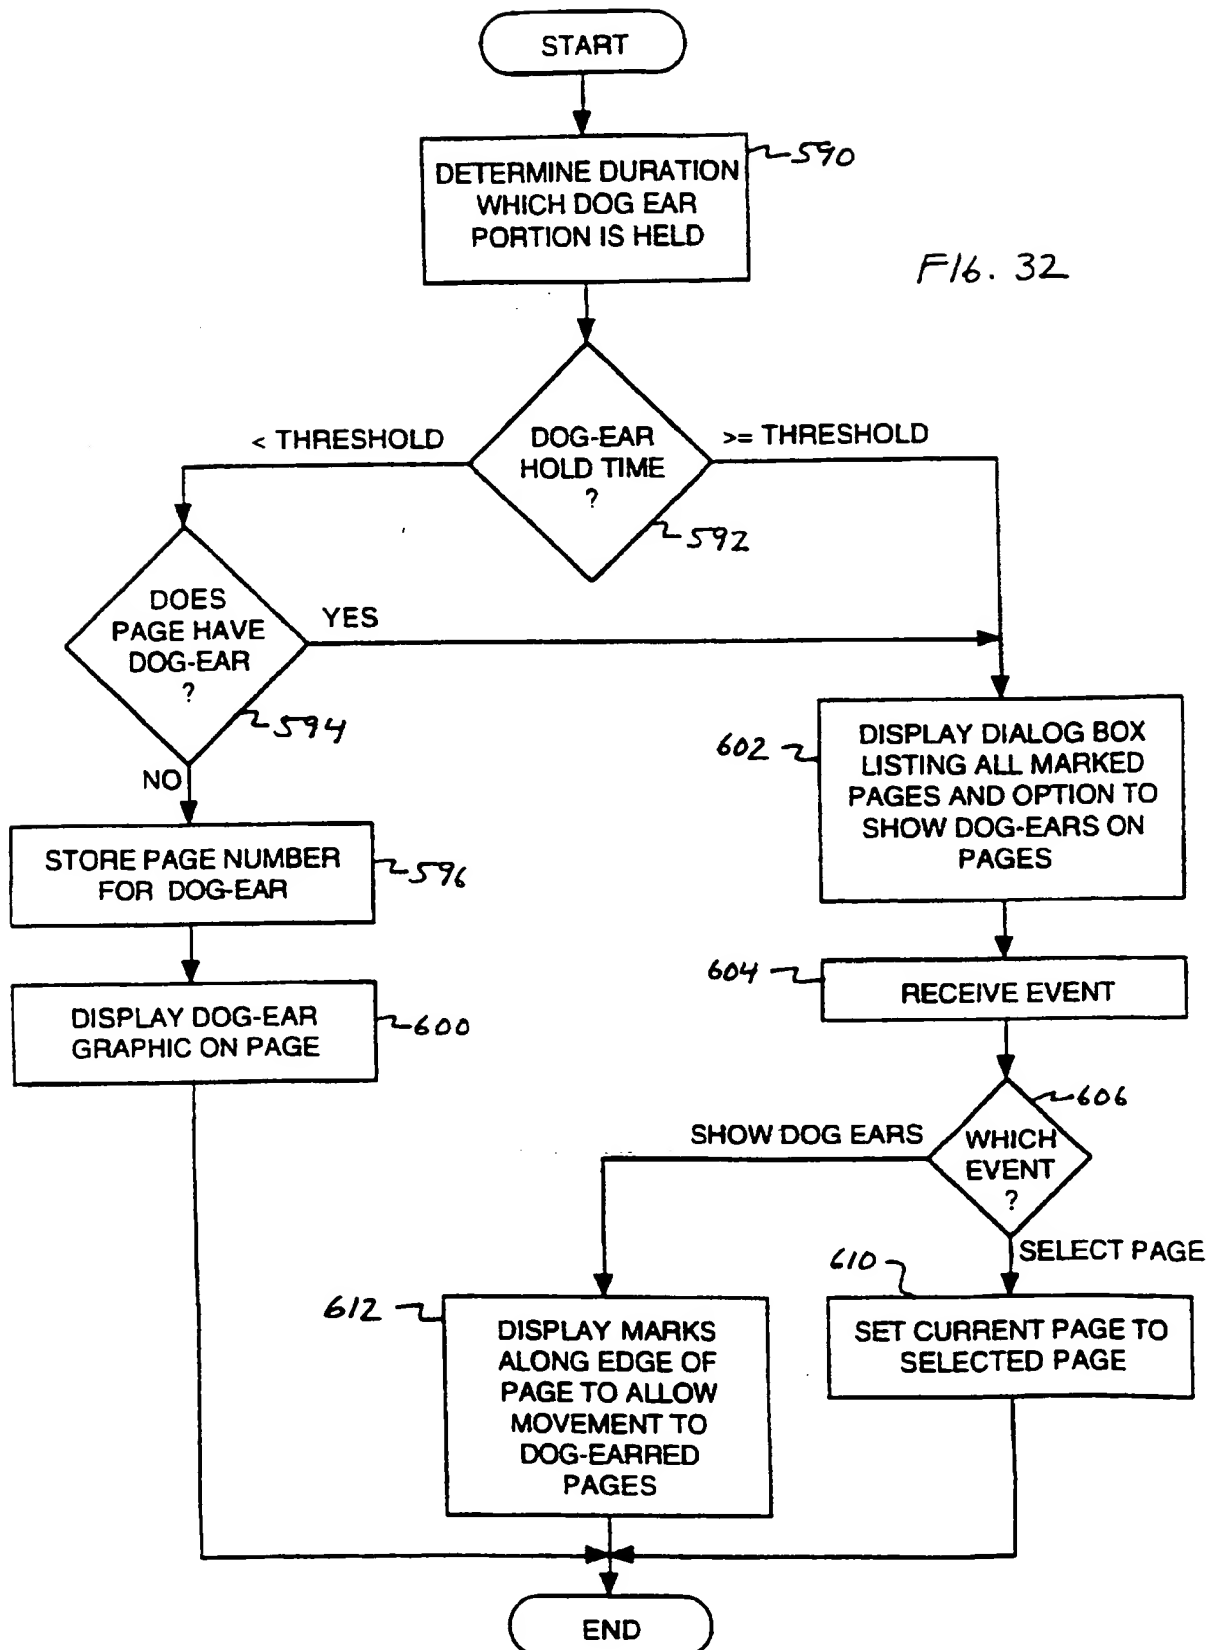 START
590
DETERMINE DURATION
WHICH DOG EAR
PORTION IS HELD
FIG. 32
< THRESHOLD
DOG-EAR
HOLD TIME
?
>= THRESHOLD
592
DOES
PAGE HAVE
DOG-EAR
?
YES
594
NO
602
DISPLAY DIALOG BOX
LISTING ALL MARKED
PAGES AND OPTION TO
SHOW DOG-EARS ON
PAGES
STORE PAGE NUMBER
FOR DOG-EAR
596
604
RECEIVE EVENT
DISPLAY DOG-EAR
GRAPHIC ON PAGE
600
606
SHOW DOG EARS
WHICH
EVENT
?
SELECT PAGE
610
612
DISPLAY MARKS
ALONG EDGE OF
PAGE TO ALLOW
MOVEMENT TO
DOG-EARRED
PAGES
SET CURRENT PAGE TO
SELECTED PAGE
END